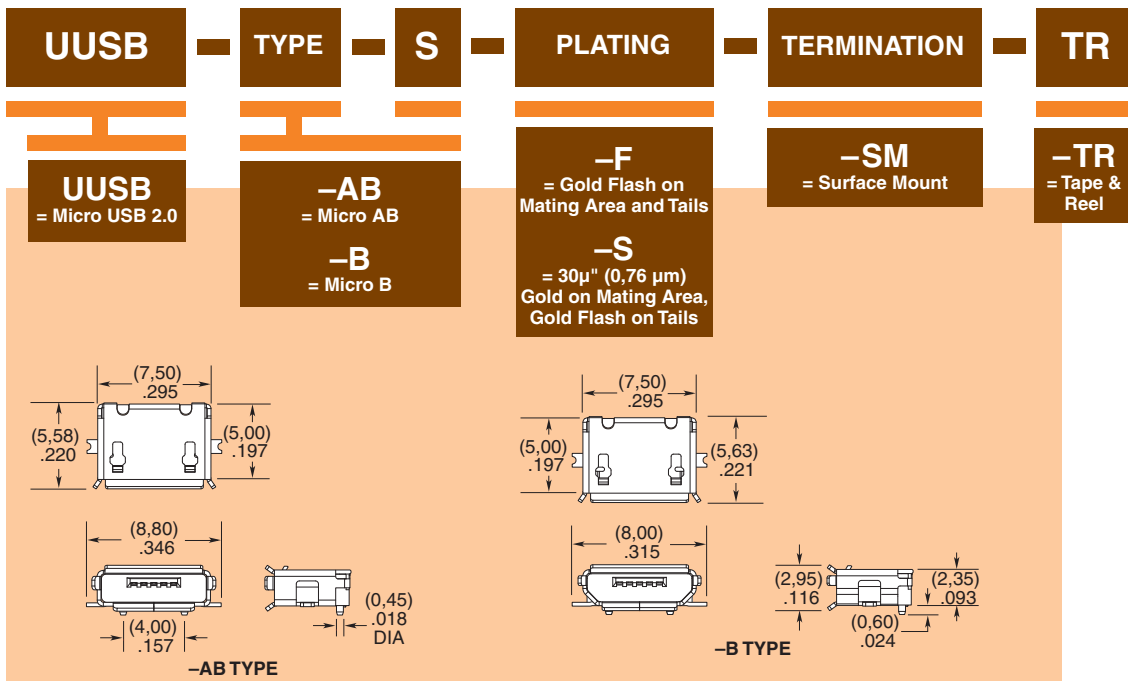 UUSB
TYPE
S
PLATING
TERMINATION
TR
UUSB
= Micro USB 2.0
–AB
= Micro AB
–B
= Micro B
–F
= Gold Flash on
Mating Area and Tails
–S
= 30µ" (0,76 µm)
Gold on Mating Area,
Gold Flash on Tails
–SM
= Surface Mount
–TR
= Tape &
Reel
(7,50)
.295
(5,58)
.220
(5,00)
.197
(8,80)
.346
(4,00)
.157
(0,45)
.018
DIA
–AB TYPE
(7,50)
.295
(5,00)
.197
(5,63)
.221
(8,00)
.315
(2,95)
.116
(2,35)
.093
(0,60)
.024
–B TYPE